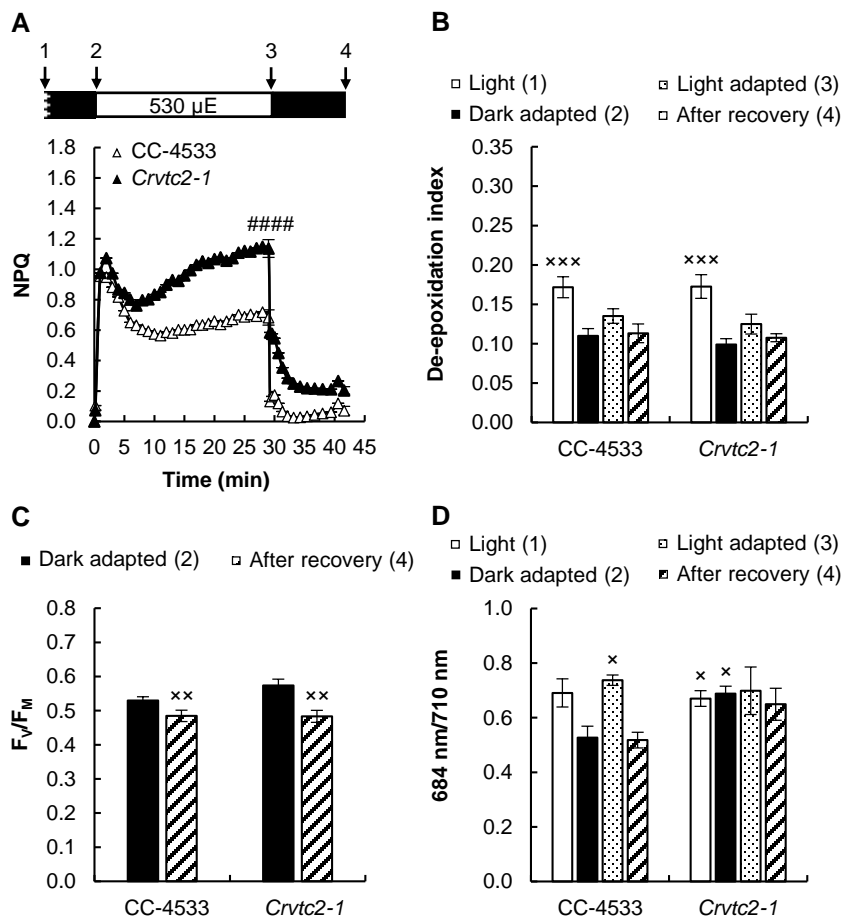 A
1 2 3 4
530 µE
△ CC-4533
▲ Crvtc2-1
####
NPQ
1.8
1.6
1.4
1.2
1.0
0.8
0.6
0.4
0.2
0.0
0 5 10 15 20 25 30 35 40 45
Time (min)
B
Light (1) Light adapted (3)
Dark adapted (2) After recovery (4)
De-epoxidation index
0.35
0.30
0.25
0.20
0.15
0.10
0.05
0.00
××× ×××
CC-4533 Crvtc2-1
C
Dark adapted (2) After recovery (4)
FV/FM
0.8
0.7
0.6
0.5
0.4
0.3
0.2
0.1
0.0
×× ××
CC-4533 Crvtc2-1
D
Light (1) Light adapted (3)
Dark adapted (2) After recovery (4)
684 nm/710 nm
1.0
0.8
0.6
0.4
0.2
0.0
× × ×
CC-4533 Crvtc2-1